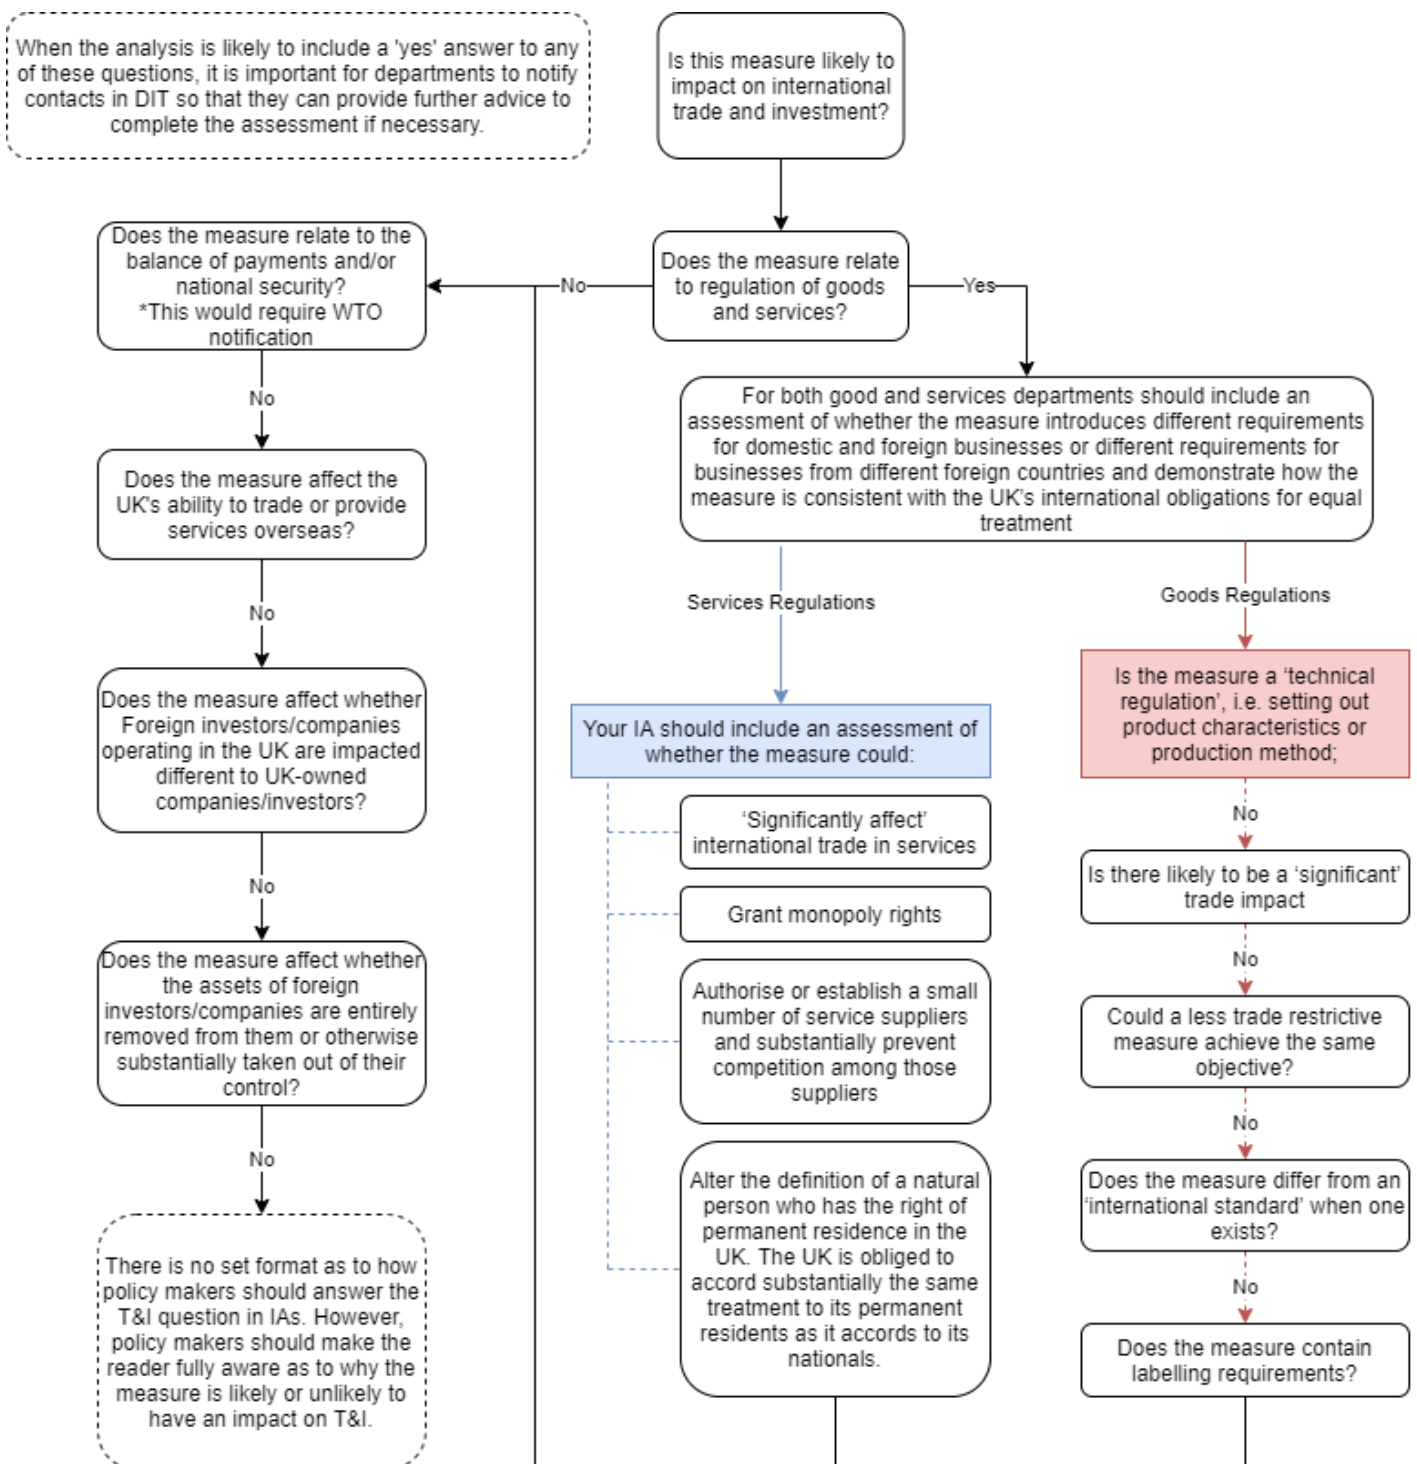 When the analysis is likely to include a 'yes' answer to any
of these questions, it is important for departments to notify
contacts in DIT so that they can provide further advice to
complete the assessment if necessary.
Is this measure likely to
impact on international
trade and investment?
Does the measure relate to the
balance of payments and/or
national security?
*This would require WTO
notification
No
Does the measure relate
to regulation of goods
and services?
Yes
For both good and services departments should include an
assessment of whether the measure introduces different requirements
for domestic and foreign businesses or different requirements for
businesses from different foreign countries and demonstrate how the
measure is consistent with the UK's international obligations for equal
treatment
No
Does the measure affect the
UK's ability to trade or provide
services overseas?
No
Does the measure affect whether
Foreign investors/companies
operating in the UK are impacted
different to UK-owned
companies/investors?
No
Does the measure affect whether
the assets of foreign
investors/companies are entirely
removed from them or otherwise
substantially taken out of their
control?
No
There is no set format as to how
policy makers should answer the
T&I question in IAs. However,
policy makers should make the
reader fully aware as to why the
measure is likely or unlikely to
have an impact on T&I.
Services Regulations
Your IA should include an assessment of
whether the measure could:
‘Significantly affect’
international trade in services
Grant monopoly rights
Authorise or establish a small
number of service suppliers
and substantially prevent
competition among those
suppliers
Alter the definition of a natural
person who has the right of
permanent residence in the
UK. The UK is obliged to
accord substantially the same
treatment to its permanent
residents as it accords to its
nationals.
Goods Regulations
Is the measure a ‘technical
regulation’, i.e. setting out
product characteristics or
production method;
No
Is there likely to be a ‘significant’
trade impact
No
Could a less trade restrictive
measure achieve the same
objective?
No
Does the measure differ from an
‘international standard’ when one
exists?
No
Does the measure contain
labelling requirements?